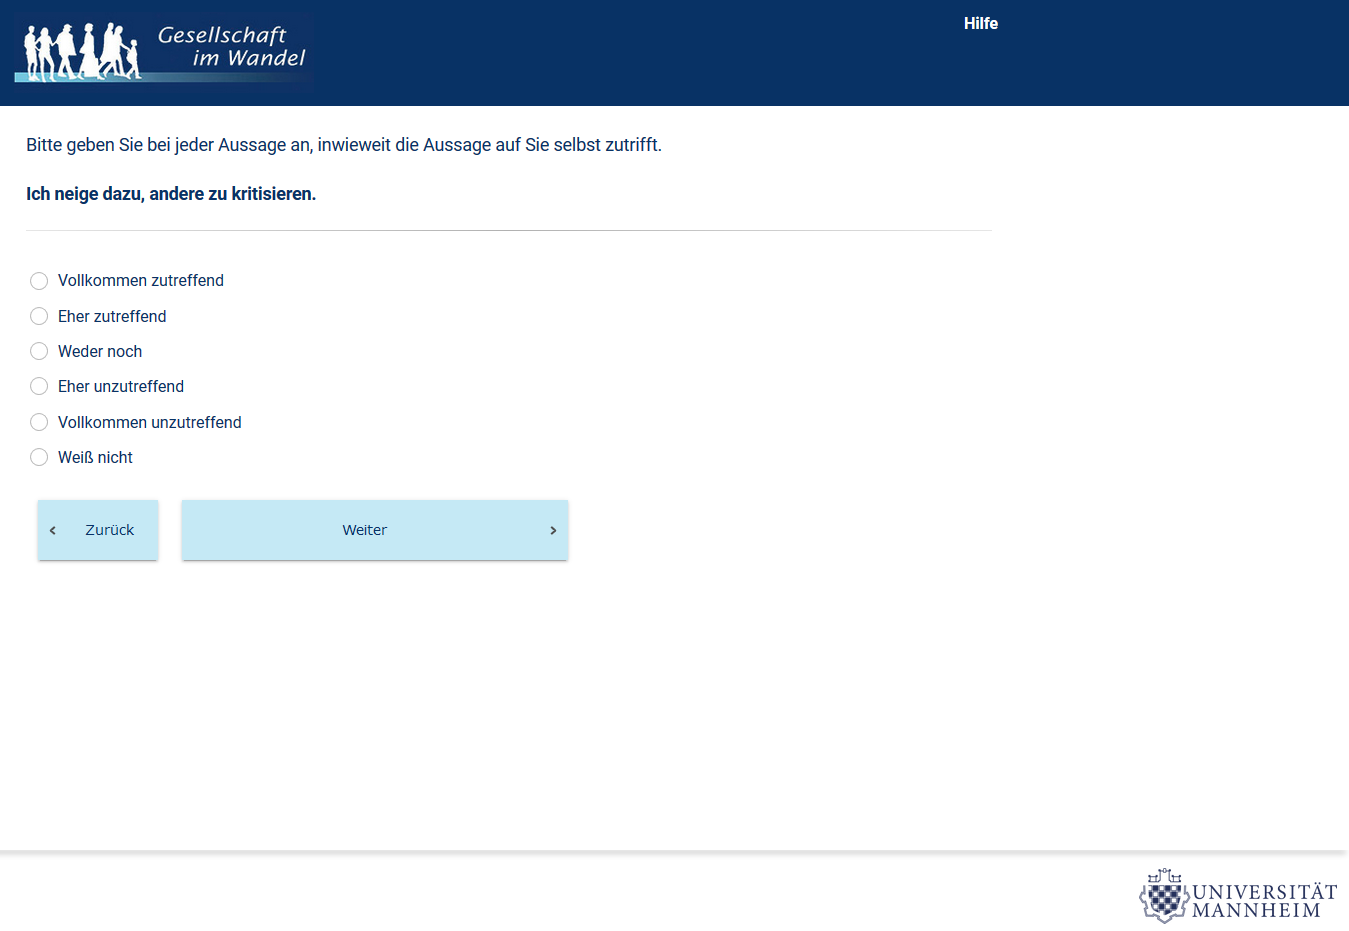 Gesellschaft
im Wandel
Hilfe
Bitte geben Sie bei jeder Aussage an, inwieweit die Aussage auf Sie selbst zutrifft.
Ich neige dazu, andere zu kritisieren.
Vollkommen zutreffend
Eher zutreffend
Weder noch
Eher unzutreffend
Vollkommen unzutreffend
Weiß nicht
Zurück
Weiter
UNIVERSITÄT
MANNHEIM